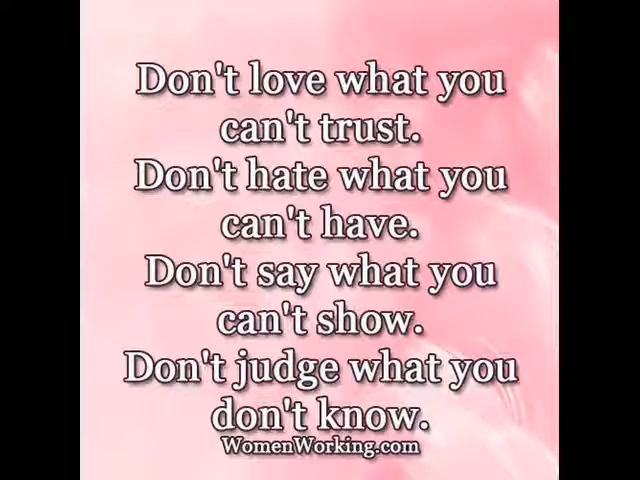 Don't love what you
can't trust.
Don't hate what you
can't have.
Don't say what you
can't show.
Don't judge what you
don't know.
WomenWorking.com